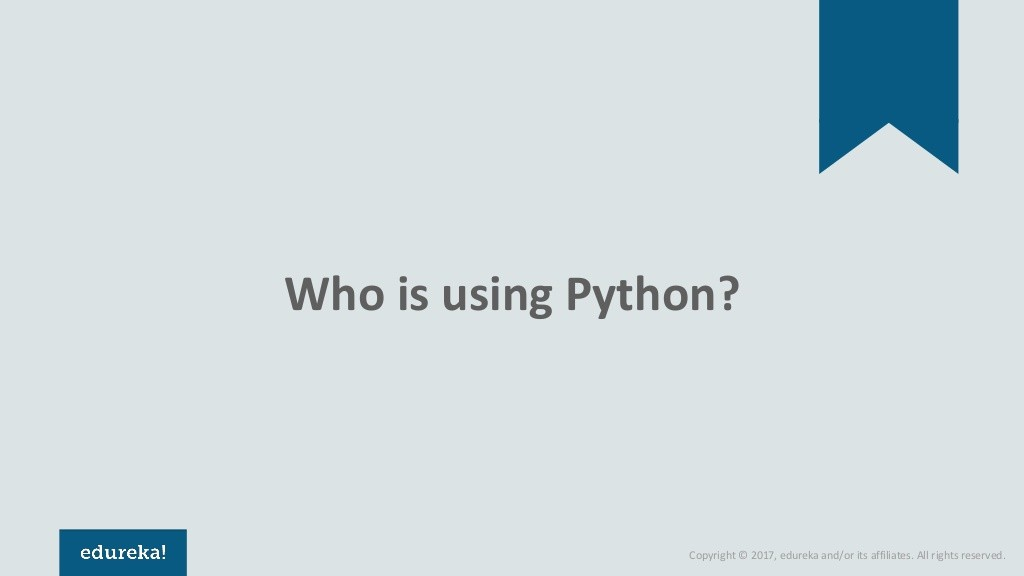 Who is using Python?
edureka!
Copyright © 2017, edureka and/or its affiliates. All rights reserved.